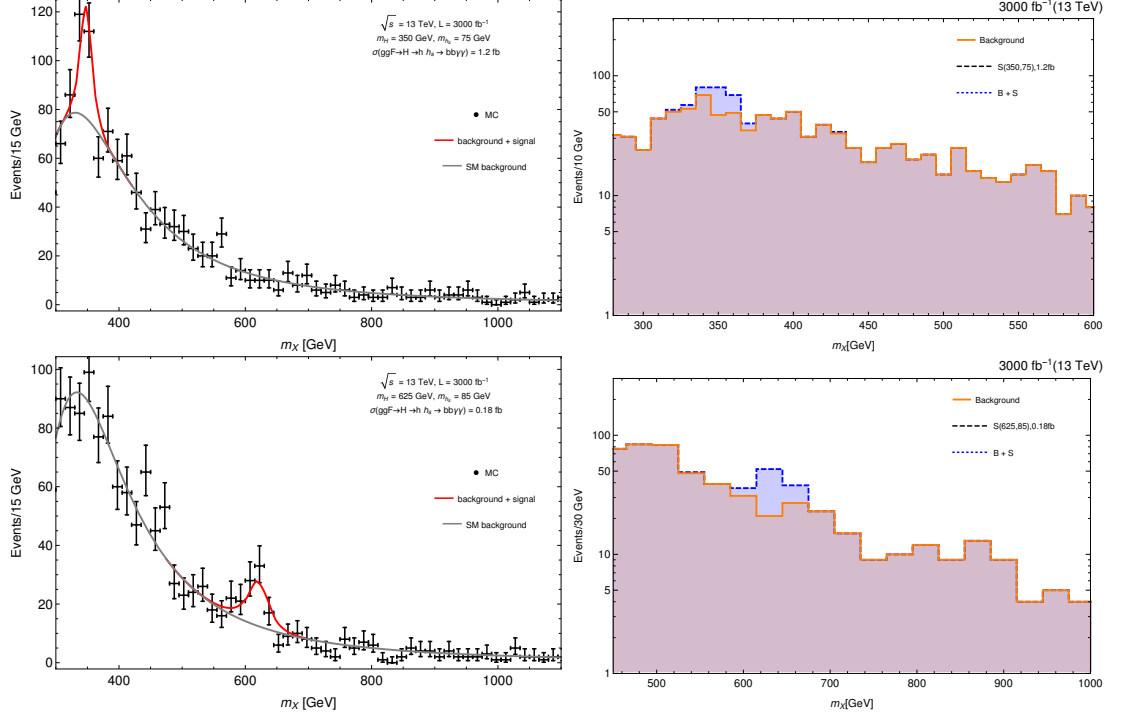 √s = 13 TeV, L = 3000 fb⁻¹
m_H = 350 GeV, m_{h_s} = 75 GeV
σ(ggF→H→h h_s→bbγγ) = 1.2 fb
MC
background + signal
SM background
Events/15 GeV
120
100
80
60
40
20
0
400 600 800 1000
m_X [GeV]
3000 fb⁻¹(13 TeV)
Background
S(350,75),1.2fb
B + S
Events/10 GeV
100
50
10
5
1
300 350 400 450 500 550 600
m_X[GeV]
√s = 13 TeV, L = 3000 fb⁻¹
m_H = 625 GeV, m_{h_s} = 85 GeV
σ(ggF→H→h h_s→bbγγ) = 0.18 fb
MC
background + signal
SM background
Events/15 GeV
100
80
60
40
20
0
400 600 800 1000
m_X [GeV]
3000 fb⁻¹(13 TeV)
Background
S(625,85),0.18fb
B + S
Events/30 GeV
100
50
10
5
1
500 600 700 800 900 1000
m_X[GeV]